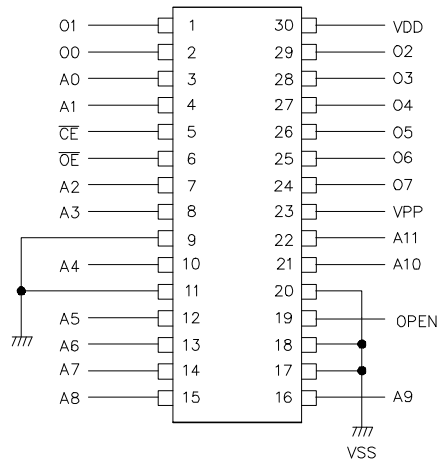 O1 1 30 VDD
O0 2 29 O2
A0 3 28 O3
A1 4 27 O4
C̅E̅ 5 26 O5
O̅E̅ 6 25 O6
A2 7 24 O7
A3 8 23 VPP
9 22 A11
A4 10 21 A10
11 20
A5 12 19 OPEN
A6 13 18
A7 14 17
A8 15 16 A9
VSS